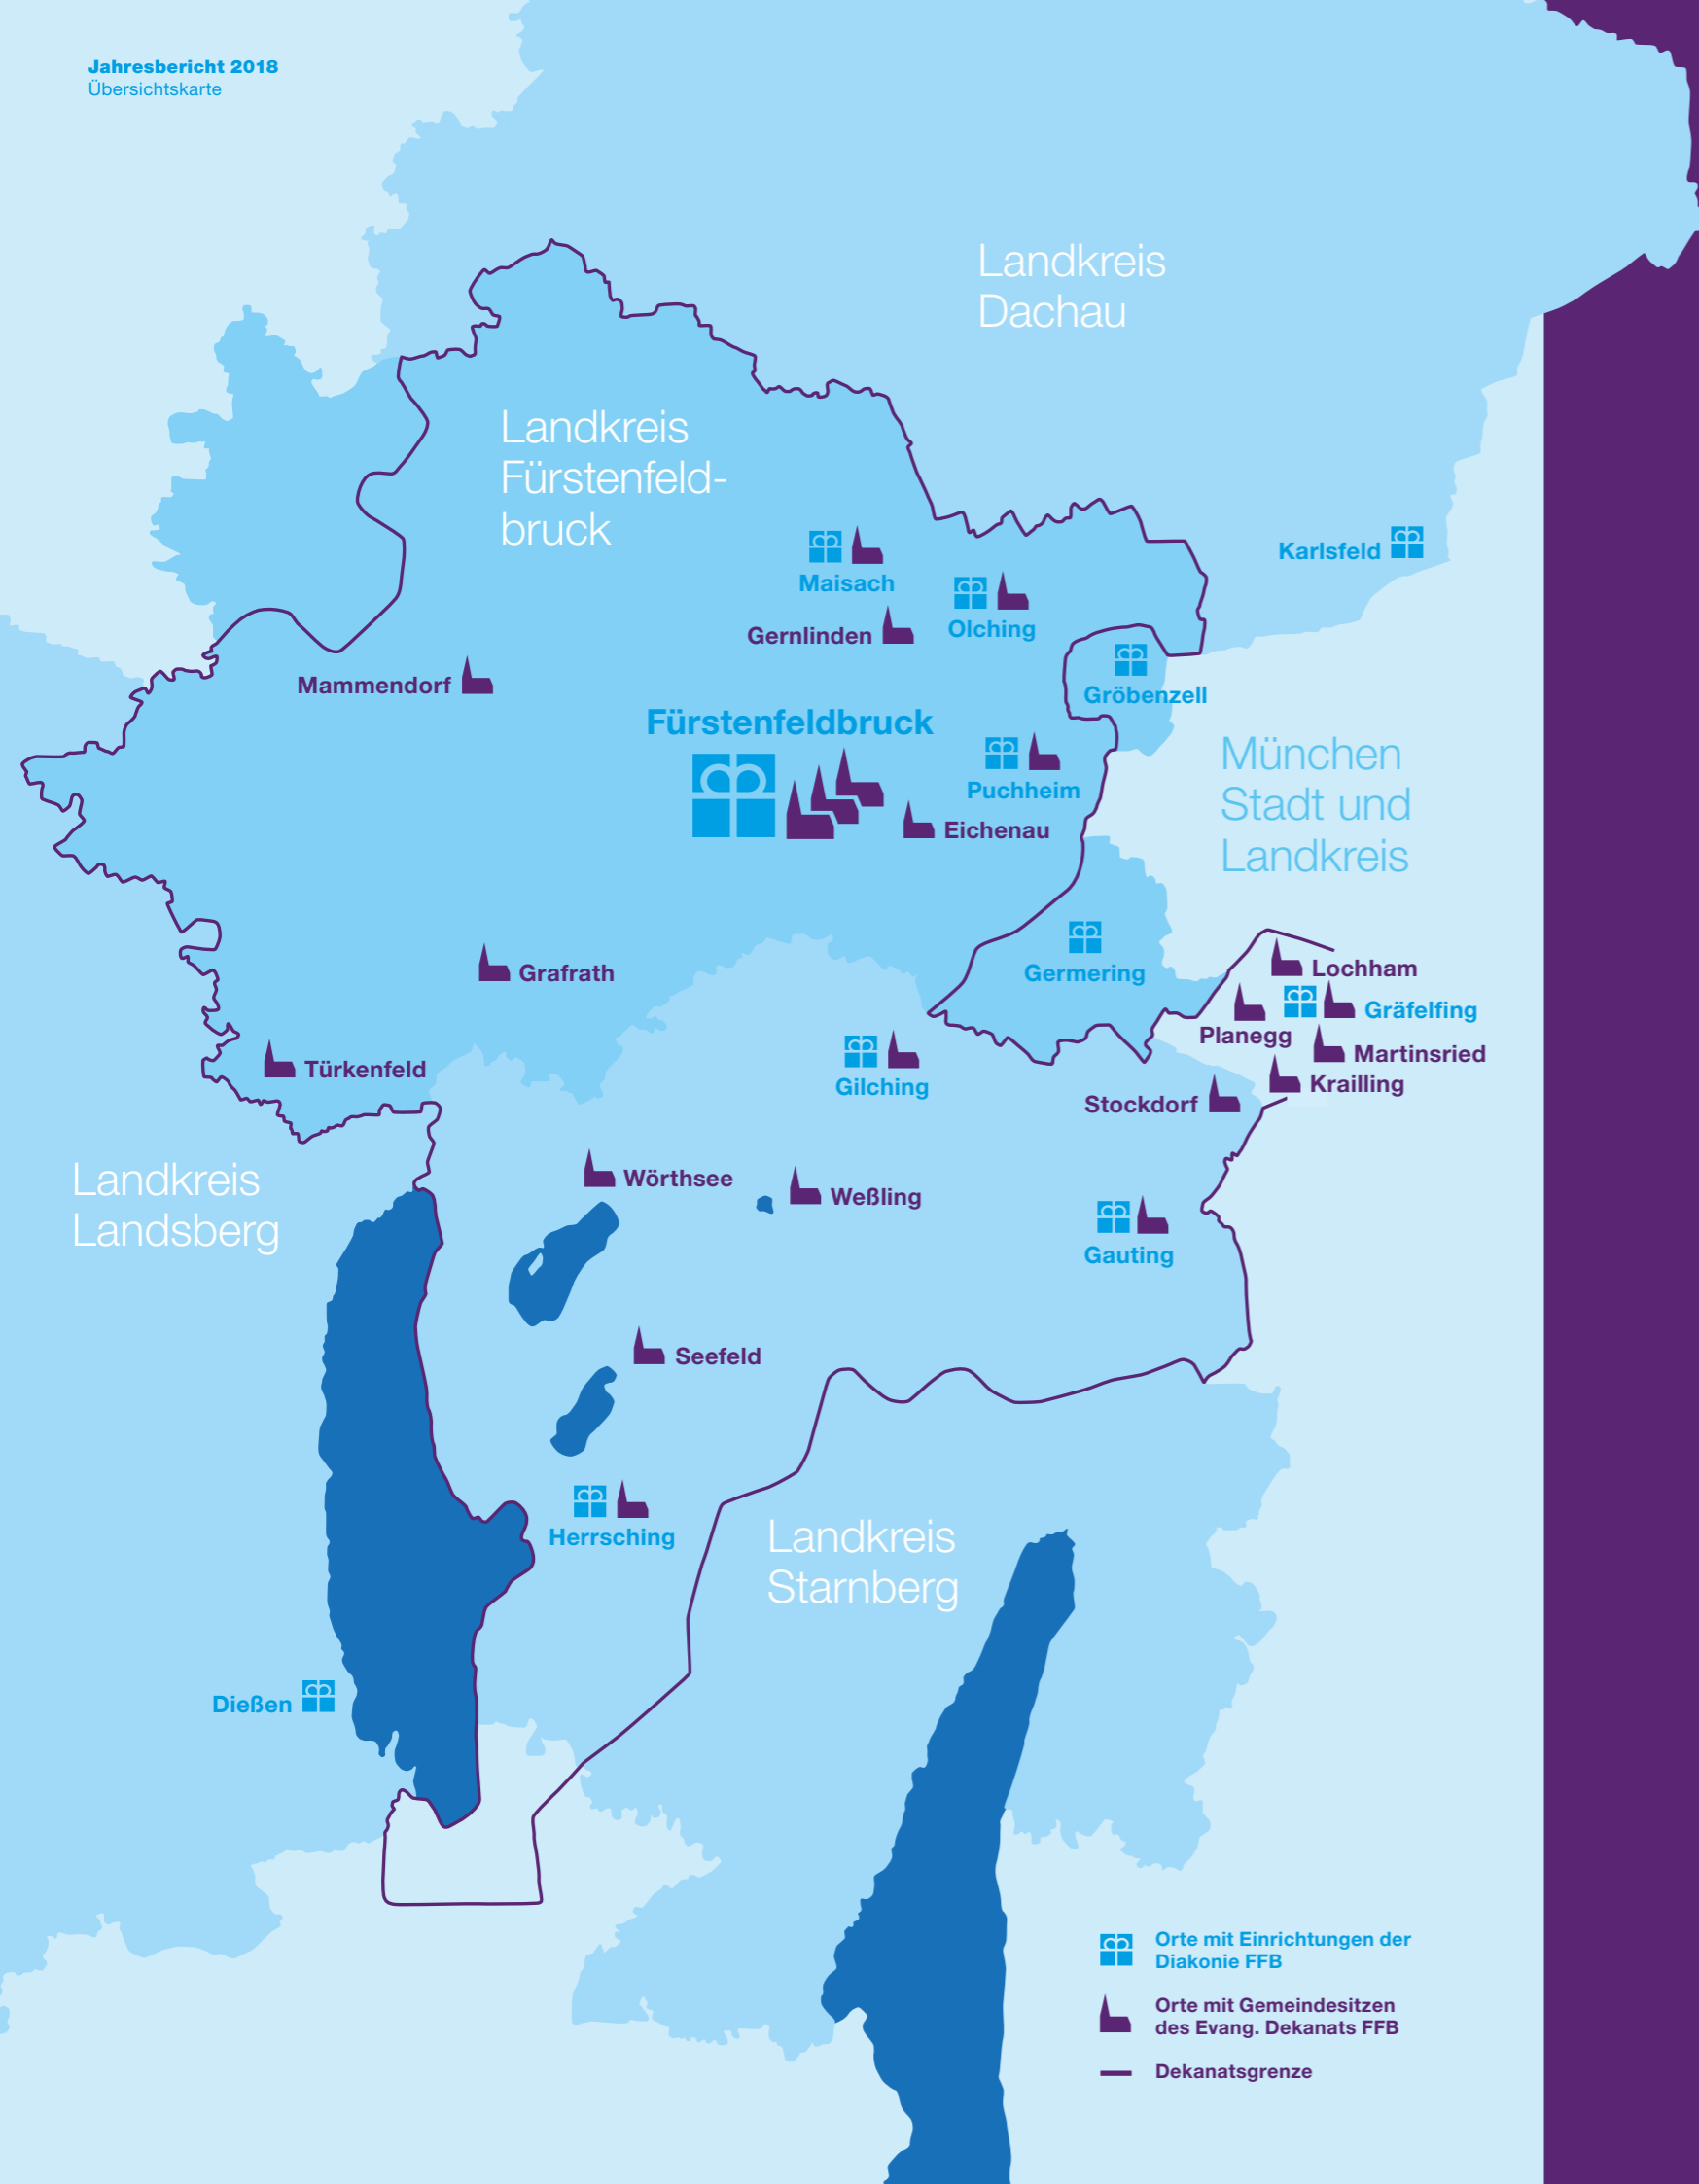 Jahresbericht 2018
Übersichtskarte
Landkreis
Dachau
Landkreis
Fürstenfeld-
bruck
Karlsfeld
Maisach
Olching
Gernlinden
Mammendorf
Gröbenzell
Fürstenfeldbruck
München
Stadt und
Landkreis
Puchheim
Eichenau
Grafrath
Germering
Lochham
Gräfelfing
Planegg
Martinsried
Krailling
Stockdorf
Türkenfeld
Gilching
Landkreis
Landsberg
Wörthsee
Weßling
Gauting
Seefeld
Herrsching
Landkreis
Starnberg
Dießen
Orte mit Einrichtungen der
Diakonie FFB
Orte mit Gemeindesitzen
des Evang. Dekanats FFB
Dekanatsgrenze